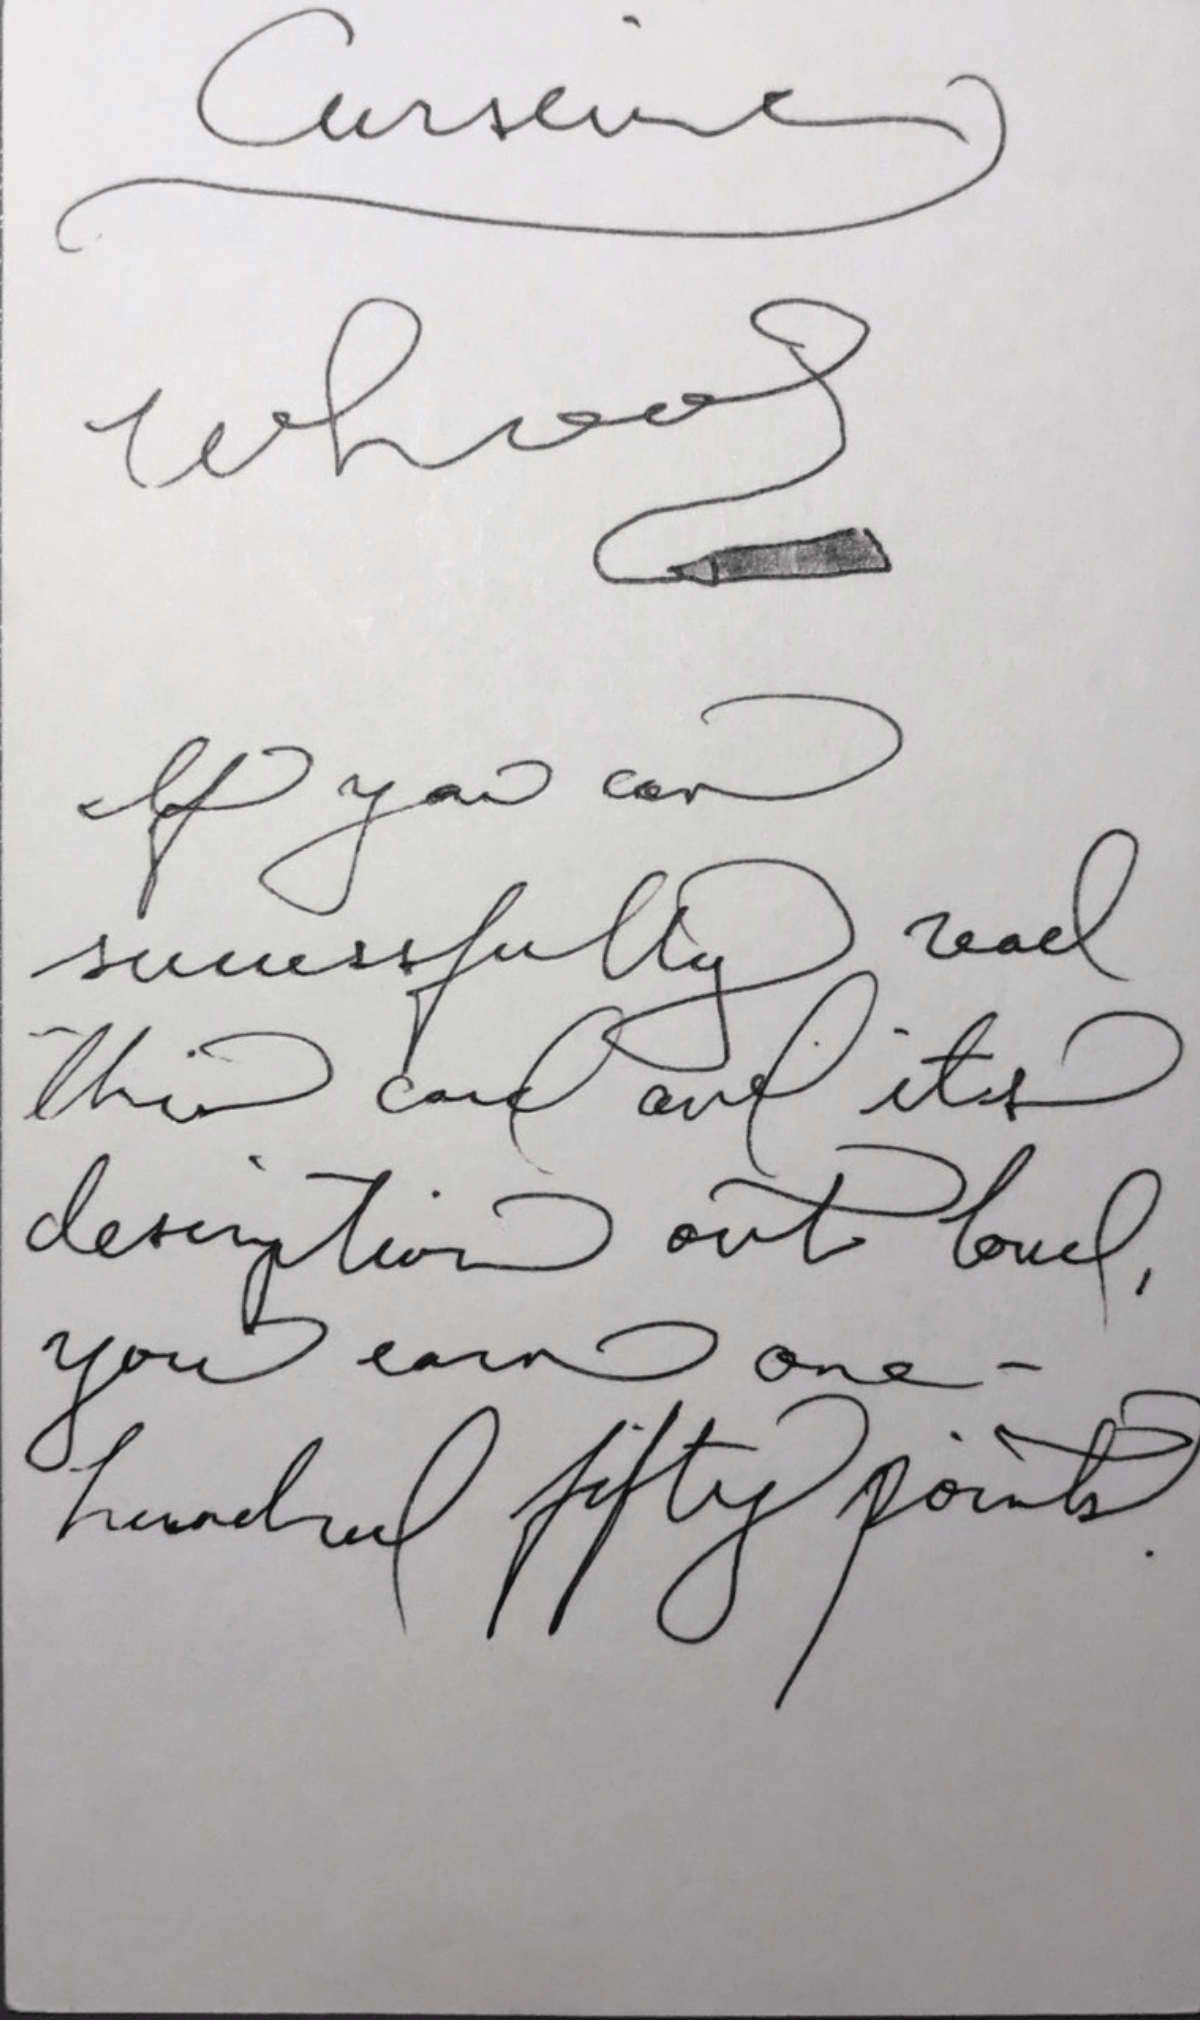 Cursive
Whoos
If you can
successfully read
this card and its
description out loud,
you earn one-
hundred fifty points.